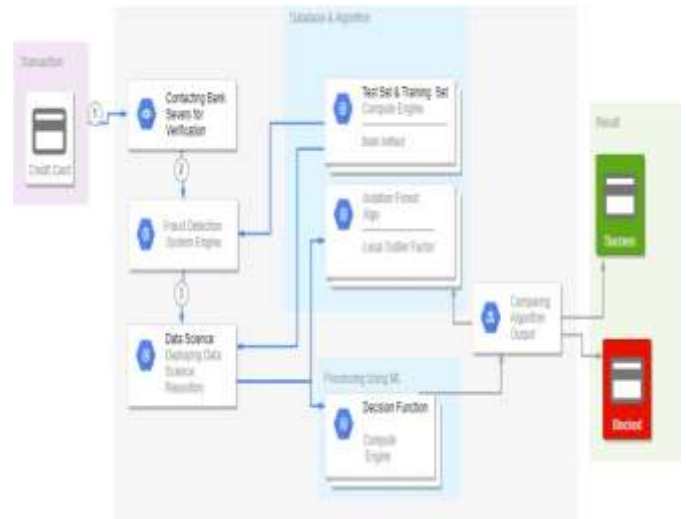 Database & Algorithm
Transaction
Credit Card
1
Contacting Bank
Severs for
Verification
2
Fraud Detection
System Engine
3
Data Science
Deploying Data
Science
Repository
Test Set & Training Set
Compute Engine
Isolation Forest
Algo
Local Outlier Factor
Processing Using ML
Decision Function
Compute
Engine
Comparing
Algorithm
Output
Result
Success
Blocked